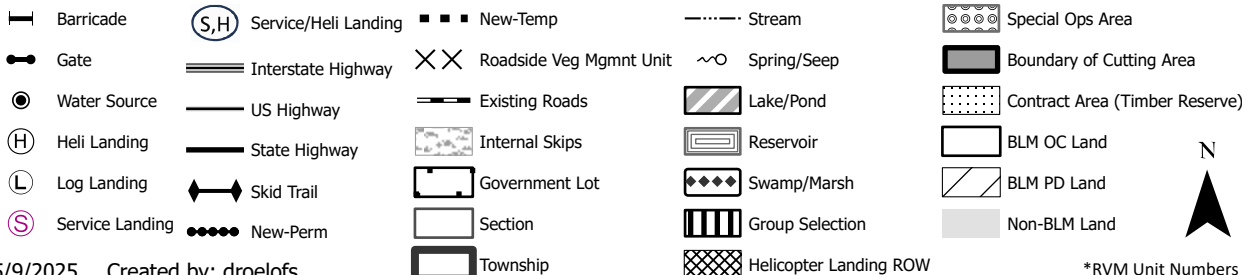 Barricade
Gate
Water Source
H Heli Landing
L Log Landing
S Service Landing
S,H Service/Heli Landing
Interstate Highway
US Highway
State Highway
Skid Trail
New-Perm
New-Temp
Roadside Veg Mgmnt Unit
Existing Roads
Internal Skips
Government Lot
Section
Township
Stream
Spring/Seep
Lake/Pond
Reservoir
Swamp/Marsh
Group Selection
Helicopter Landing ROW
Special Ops Area
Boundary of Cutting Area
Contract Area (Timber Reserve)
BLM OC Land
BLM PD Land
Non-BLM Land
N
5/9/2025 Created by: droelofs
*RVM Unit Numbers